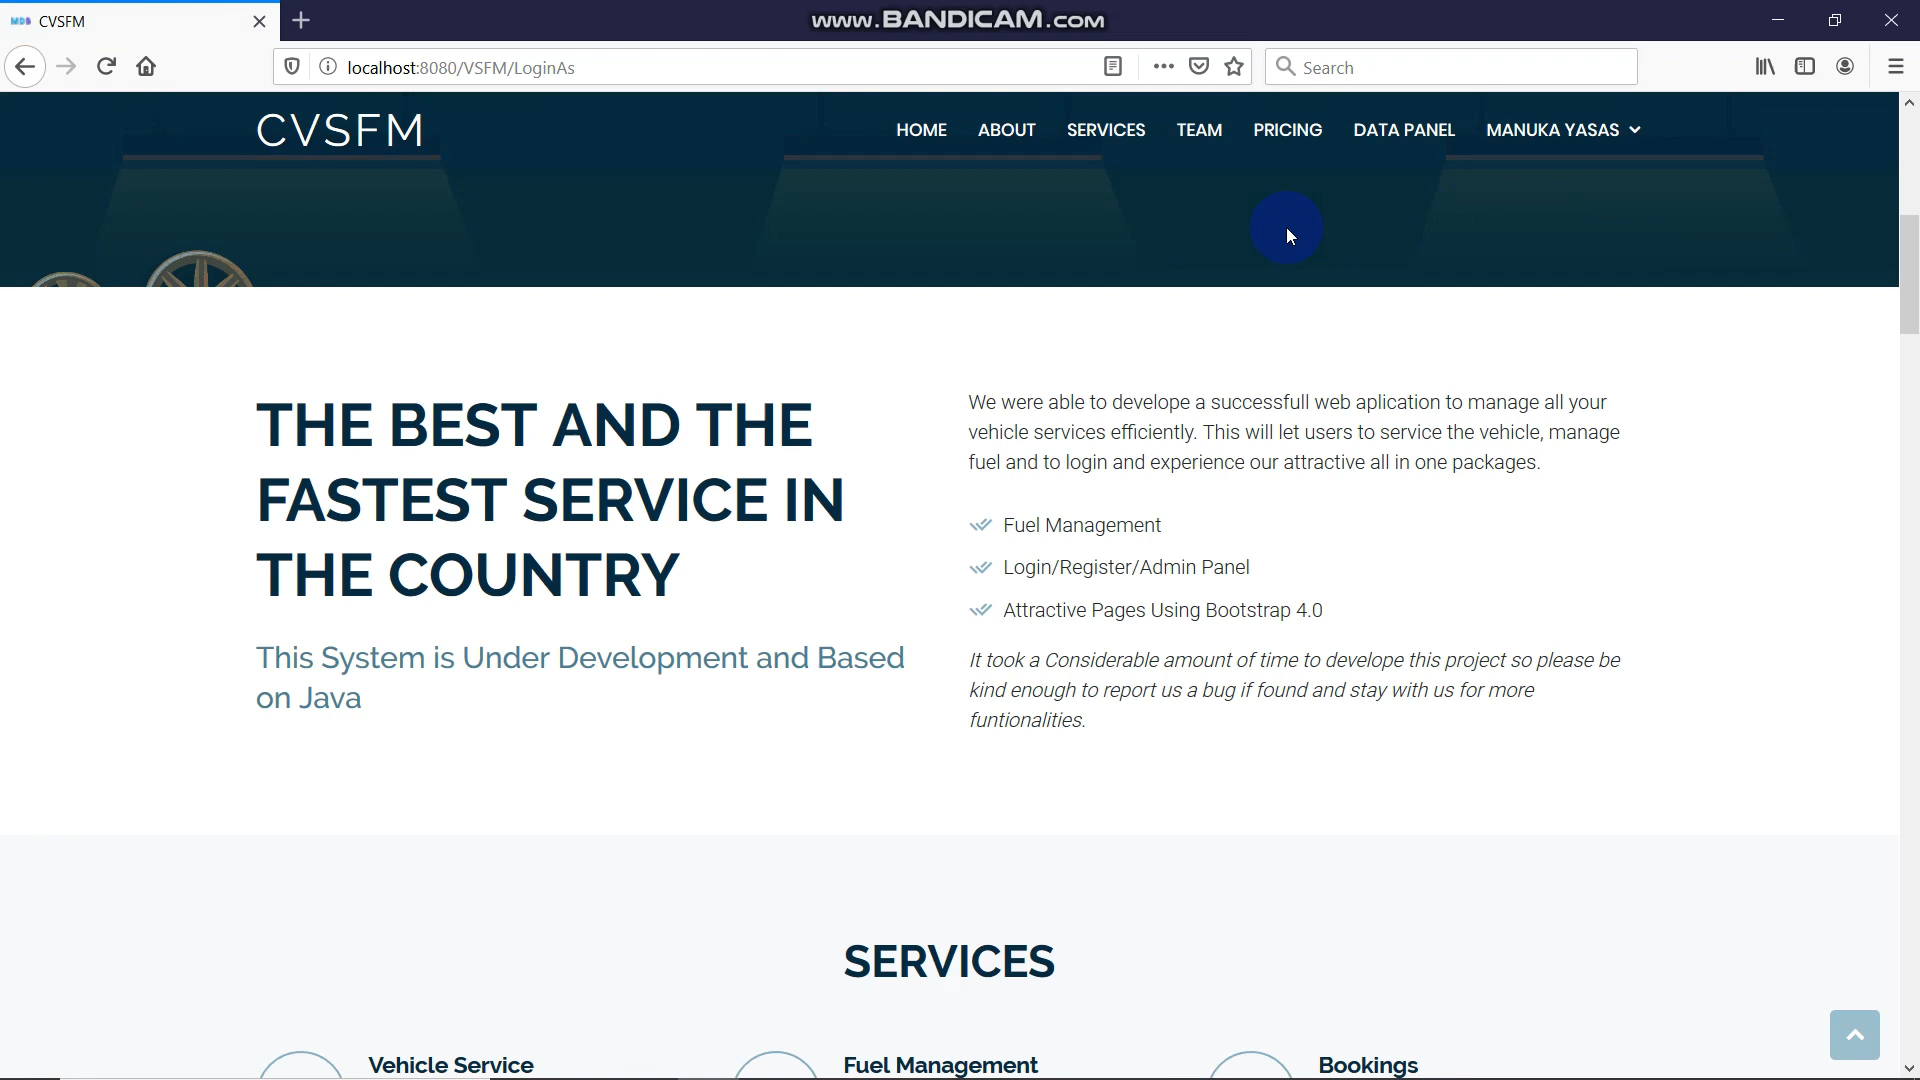 MDB CVSFM
www.BANDICAM.com
localhost:8080/VSFM/LoginAs
Search
CVSFM
HOME ABOUT SERVICES TEAM PRICING DATA PANEL MANUKA YASAS
THE BEST AND THE
FASTEST SERVICE IN
THE COUNTRY
This System is Under Development and Based
on Java
We were able to develope a successfull web aplication to manage all your
vehicle services efficiently. This will let users to service the vehicle, manage
fuel and to login and experience our attractive all in one packages.
Fuel Management
Login/Register/Admin Panel
Attractive Pages Using Bootstrap 4.0
It took a Considerable amount of time to develope this project so please be
kind enough to report us a bug if found and stay with us for more
funtionalities.
SERVICES
Vehicle Service
Fuel Management
Bookings